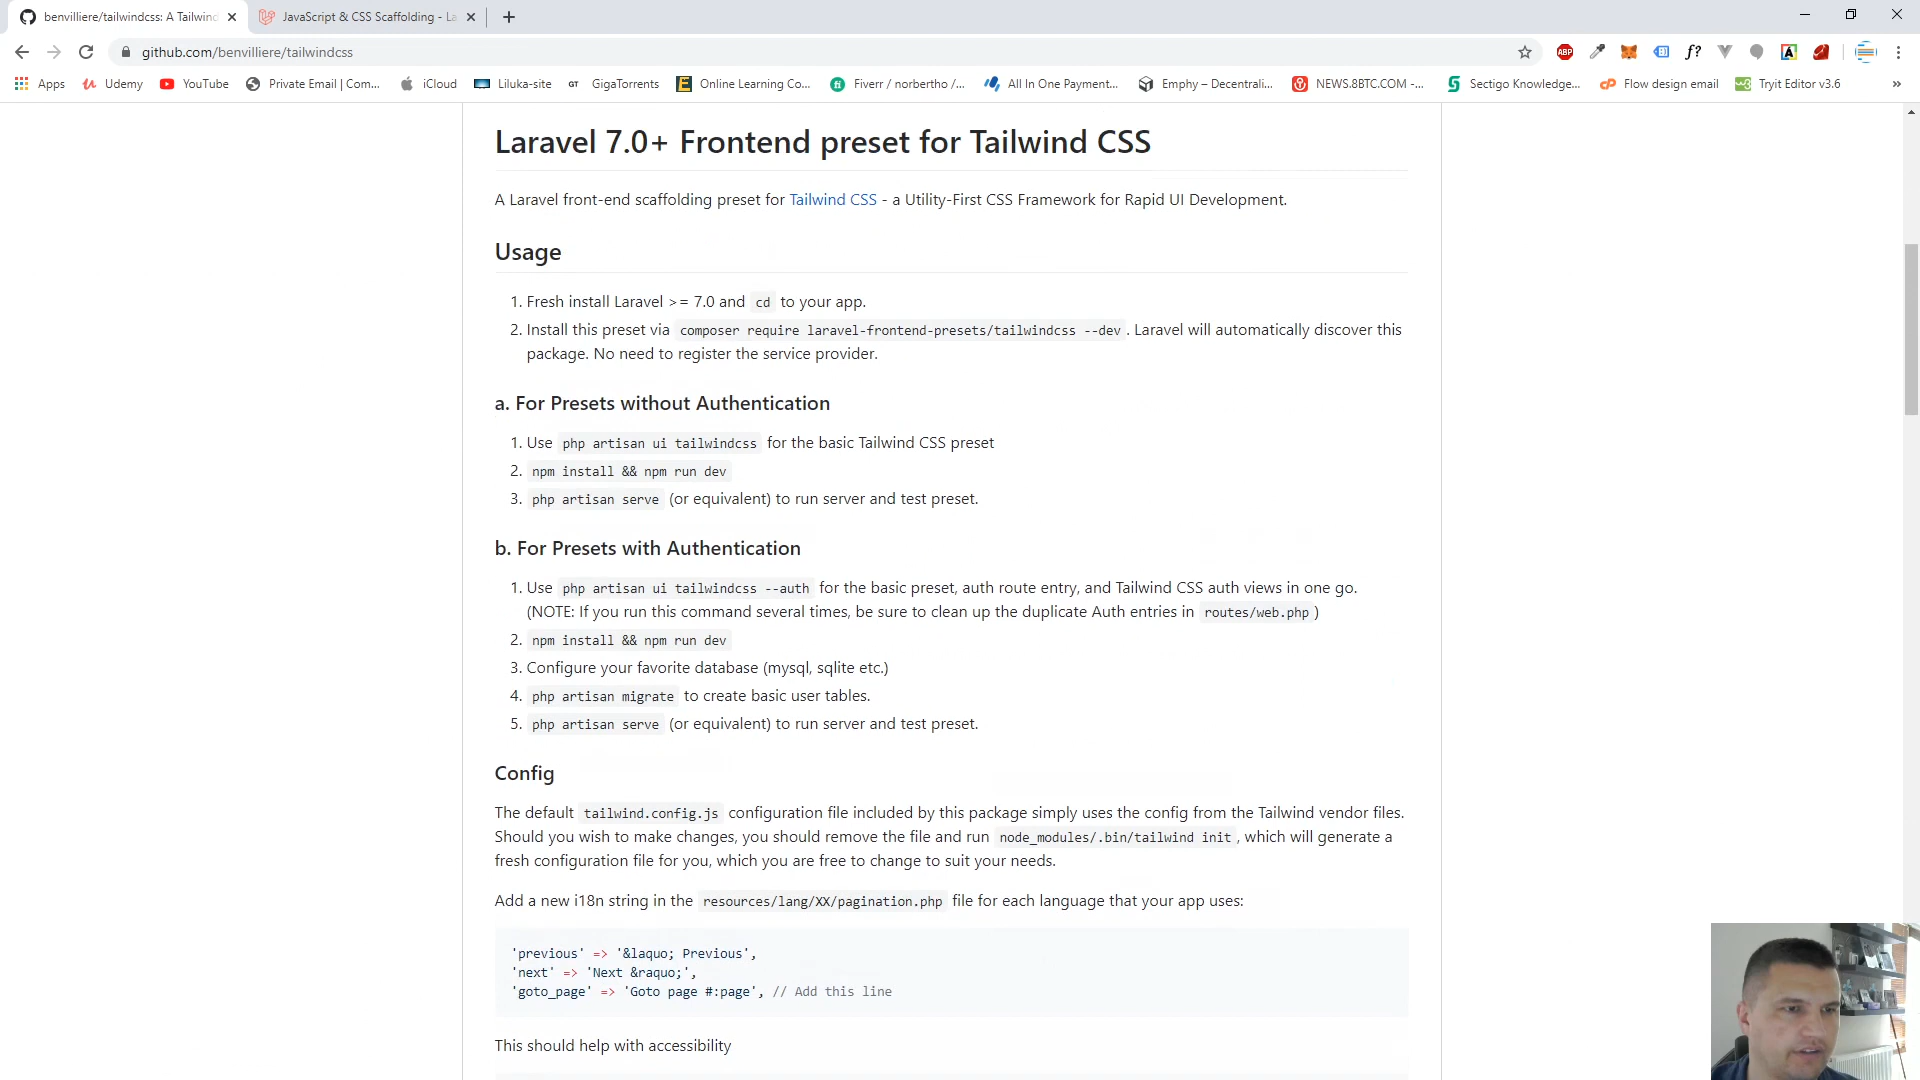 benvilliere/tailwindcss: A Tailwind
JavaScript & CSS Scaffolding - La
github.com/benvilliere/tailwindcss
ABP
f?
Apps
Udemy
YouTube
Private Email | Com...
iCloud
Liluka-site
GT GigaTorrents
Online Learning Co...
Fiverr / norbertho /...
All In One Payment...
Emphy – Decentrali...
NEWS.8BTC.COM -...
Sectigo Knowledge...
Flow design email
Tryit Editor v3.6
»
Laravel 7.0+ Frontend preset for Tailwind CSS
A Laravel front-end scaffolding preset for Tailwind CSS - a Utility-First CSS Framework for Rapid UI Development.
Usage
1. Fresh install Laravel >= 7.0 and cd to your app.
2. Install this preset via composer require laravel-frontend-presets/tailwindcss --dev. Laravel will automatically discover this
package. No need to register the service provider.
a. For Presets without Authentication
1. Use php artisan ui tailwindcss for the basic Tailwind CSS preset
2. npm install && npm run dev
3. php artisan serve (or equivalent) to run server and test preset.
b. For Presets with Authentication
1. Use php artisan ui tailwindcss --auth for the basic preset, auth route entry, and Tailwind CSS auth views in one go.
(NOTE: If you run this command several times, be sure to clean up the duplicate Auth entries in routes/web.php)
2. npm install && npm run dev
3. Configure your favorite database (mysql, sqlite etc.)
4. php artisan migrate to create basic user tables.
5. php artisan serve (or equivalent) to run server and test preset.
Config
The default tailwind.config.js configuration file included by this package simply uses the config from the Tailwind vendor files.
Should you wish to make changes, you should remove the file and run node_modules/.bin/tailwind init, which will generate a
fresh configuration file for you, which you are free to change to suit your needs.
Add a new i18n string in the resources/lang/XX/pagination.php file for each language that your app uses:
'previous' => '&laquo; Previous',
'next' => 'Next &raquo;',
'goto_page' => 'Goto page #:page', // Add this line
This should help with accessibility